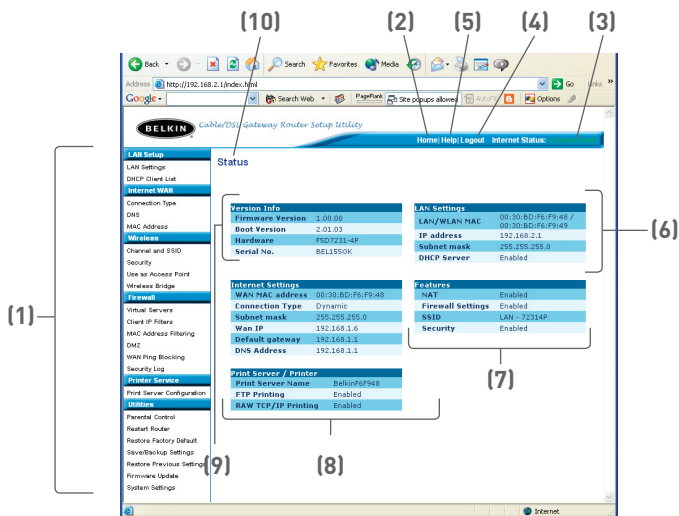 (10) (2) (5) (4) (3)
Back Search Favorites Media
Address http://192.168.2.1/index.html Go Links »
Google Search Web PageRank Site popups allowed AutoFill Options
BELKIN Cable/DSL Gateway Router Setup Utility
Home|Help|Logout Internet Status:
LAN Setup
LAN Settings
DHCP Client List
Internet WAN
Connection Type
DNS
MAC Address
Wireless
Channel and SSID
Security
Use as Access Point
Wireless Bridge
Firewall
Virtual Servers
Client IP Filters
MAC Address Filtering
DMZ
WAN Ping Blocking
Security Log
Printer Service
Print Server Configuration
Utilities
Parental Control
Restart Router
Restore Factory Default
Save/Backup Settings
Restore Previous Settings
Firmware Update
System Settings
(1)
Status
Version Info
Firmware Version 1.00.00
Boot Version 2.01.03
Hardware F5D7231-4P
Serial No. BEL1550K
LAN Settings
LAN/WLAN MAC 00:30:BD:F6:F9:48 /
00:30:BD:F6:F9:49
IP address 192.168.2.1
Subnet mask 255.255.255.0
DHCP Server Enabled
(6)
Internet Settings
WAN MAC address 00:30:BD:F6:F9:48
Connection Type Dynamic
Subnet mask 255.255.255.0
Wan IP 192.168.1.6
Default gateway 192.168.1.1
DNS Address 192.168.1.1
Features
NAT Enabled
Firewall Settings Enabled
SSID LAN - 72314P
Security Enabled
(7)
Print Server / Printer
Print Server Name BelkinF6F948
FTP Printing Enabled
RAW TCP/IP Printing Enabled
(9) (8)
Internet